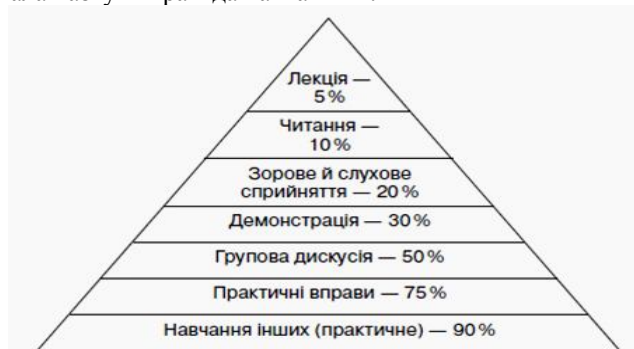 Лекція —
5%
Читання —
10%
Зорове й слухове
сприйняття — 20%
Демонстрація — 30%
Групова дискусія — 50%
Практичні вправи — 75%
Навчання інших (практичне) — 90%